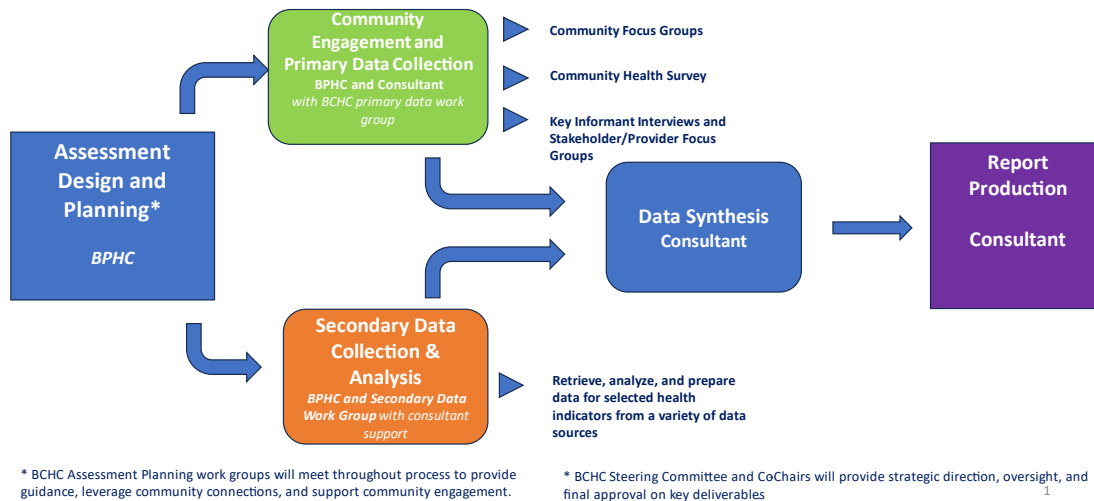 Community
Engagement and
Primary Data Collection
BPHC and Consultant
with BCHC primary data work
group
Community Focus Groups
Community Health Survey
Key Informant Interviews and
Stakeholder/Provider Focus
Groups
Assessment
Design and
Planning*
BPHC
Data Synthesis
Consultant
Report
Production
Consultant
Secondary Data
Collection &
Analysis
BPHC and Secondary Data
Work Group with consultant
support
Retrieve, analyze, and prepare
data for selected health
indicators from a variety of data
sources
* BCHC Assessment Planning work groups will meet throughout process to provide
guidance, leverage community connections, and support community engagement.
* BCHC Steering Committee and CoChairs will provide strategic direction, oversight, and
final approval on key deliverables
1